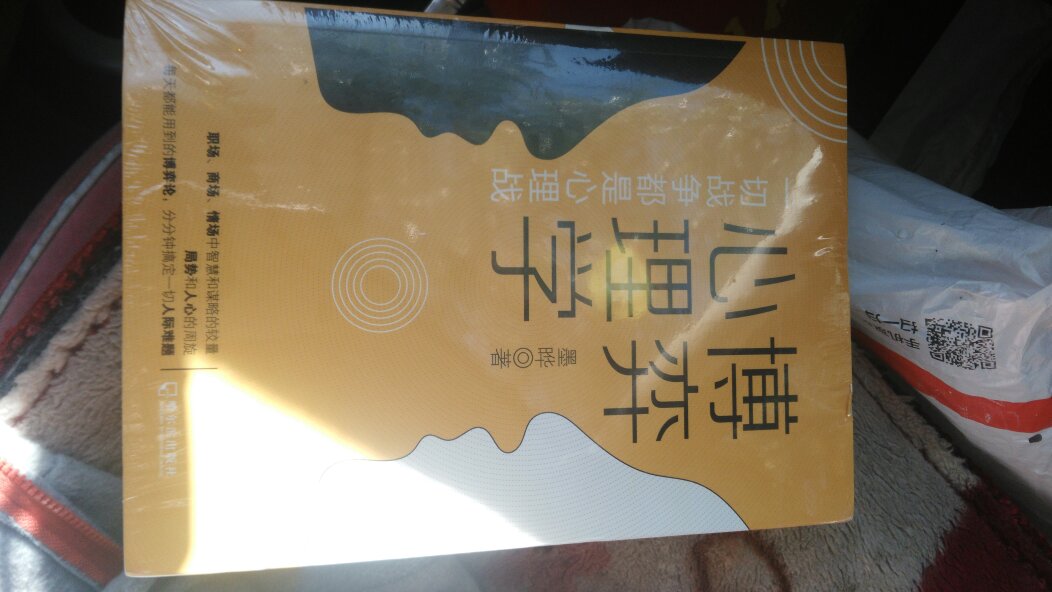 博弈
心理学
一切战争都是心理战
墨晔◎著
职场、商场、情场中智慧和谋略的较量
局势和人心的周旋
每天都能用到的博弈论，分分钟搞定一切人际难题